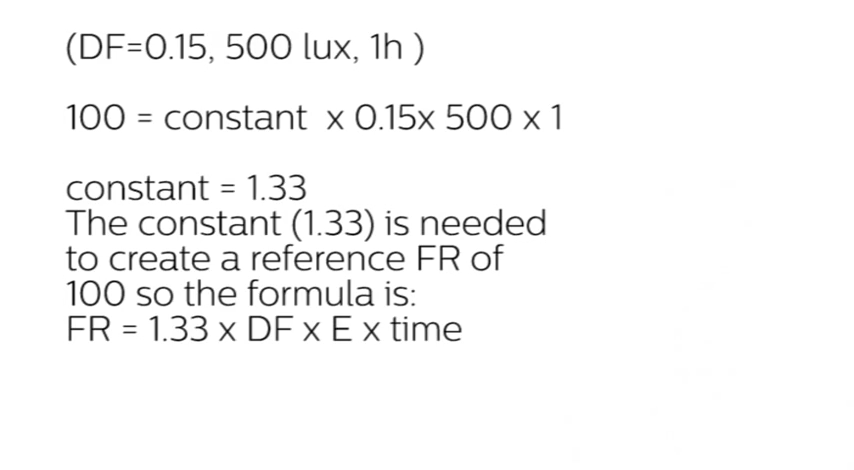 (DF=0.15, 500 lux, 1h )
100 = constant x 0.15x 500 x 1
constant = 1.33
The constant (1.33) is needed
to create a reference FR of
100 so the formula is:
FR = 1.33 x DF x E x time